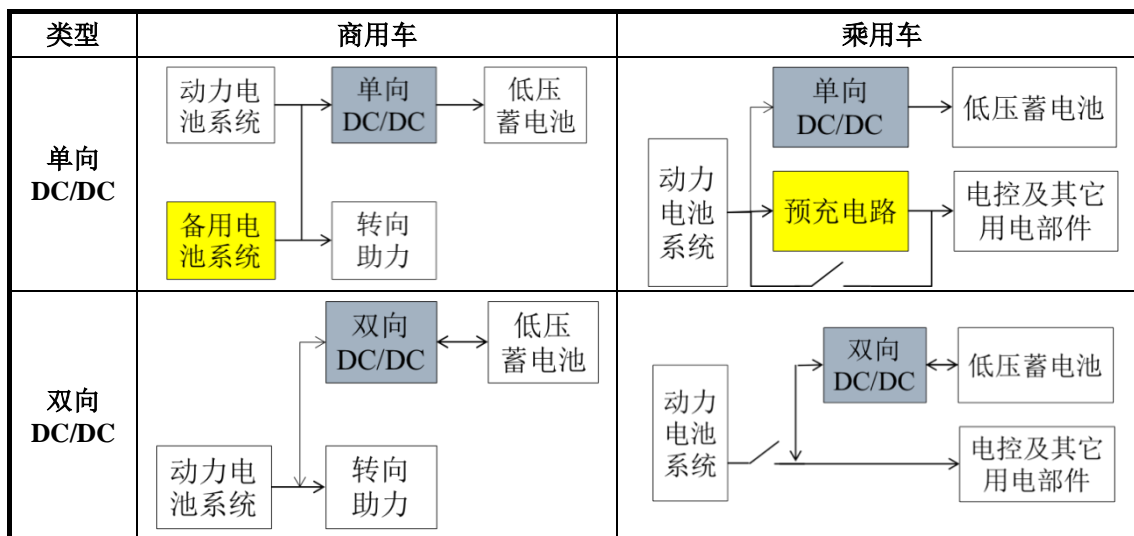 类型
商用车
乘用车
单向
DC/DC
动力电
池系统
单向
DC/DC
低压
蓄电池
备用电
池系统
转向
助力
动力
电池
系统
单向
DC/DC
低压蓄电池
预充电路
电控及其它
用电部件
双向
DC/DC
双向
DC/DC
低压
蓄电池
动力电
池系统
转向
助力
动力
电池
系统
双向
DC/DC
低压蓄电池
电控及其它
用电部件